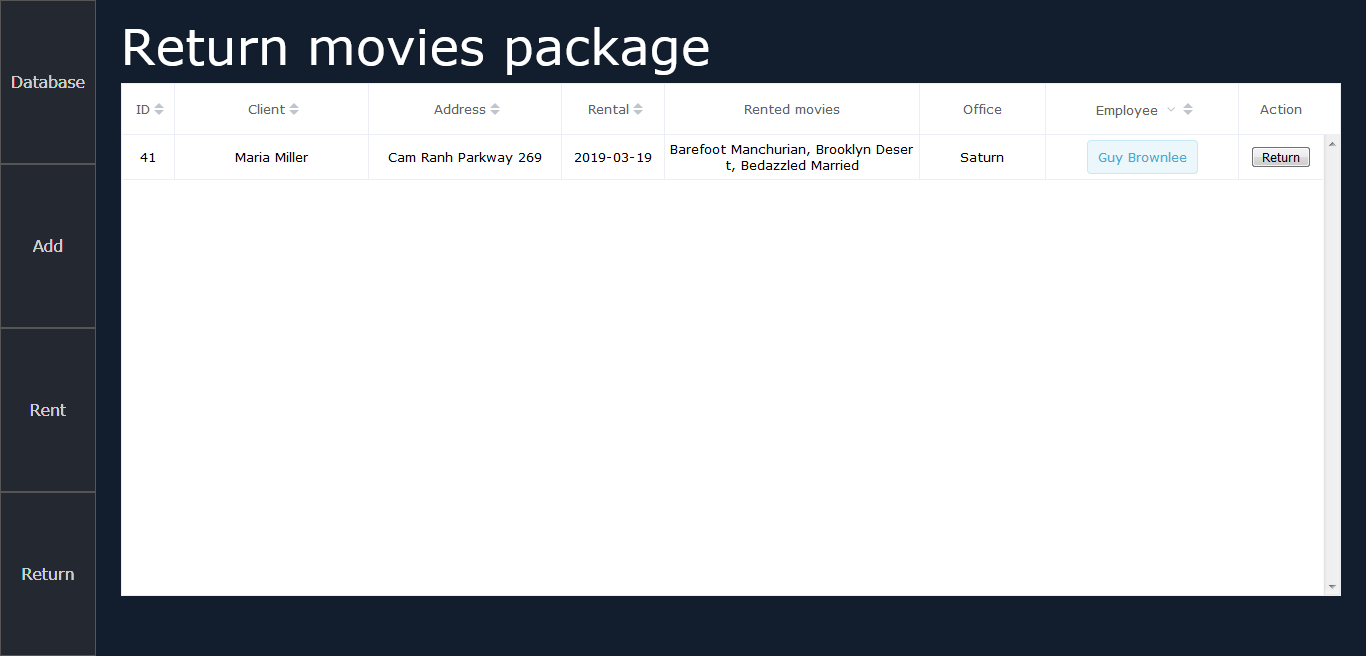 Database
Add
Rent
Return
Return movies package
ID Client Address Rental Rented movies Office Employee Action
41 Maria Miller Cam Ranh Parkway 269 2019-03-19 Barefoot Manchurian, Brooklyn Deser
t, Bedazzled Married Saturn Guy Brownlee Return